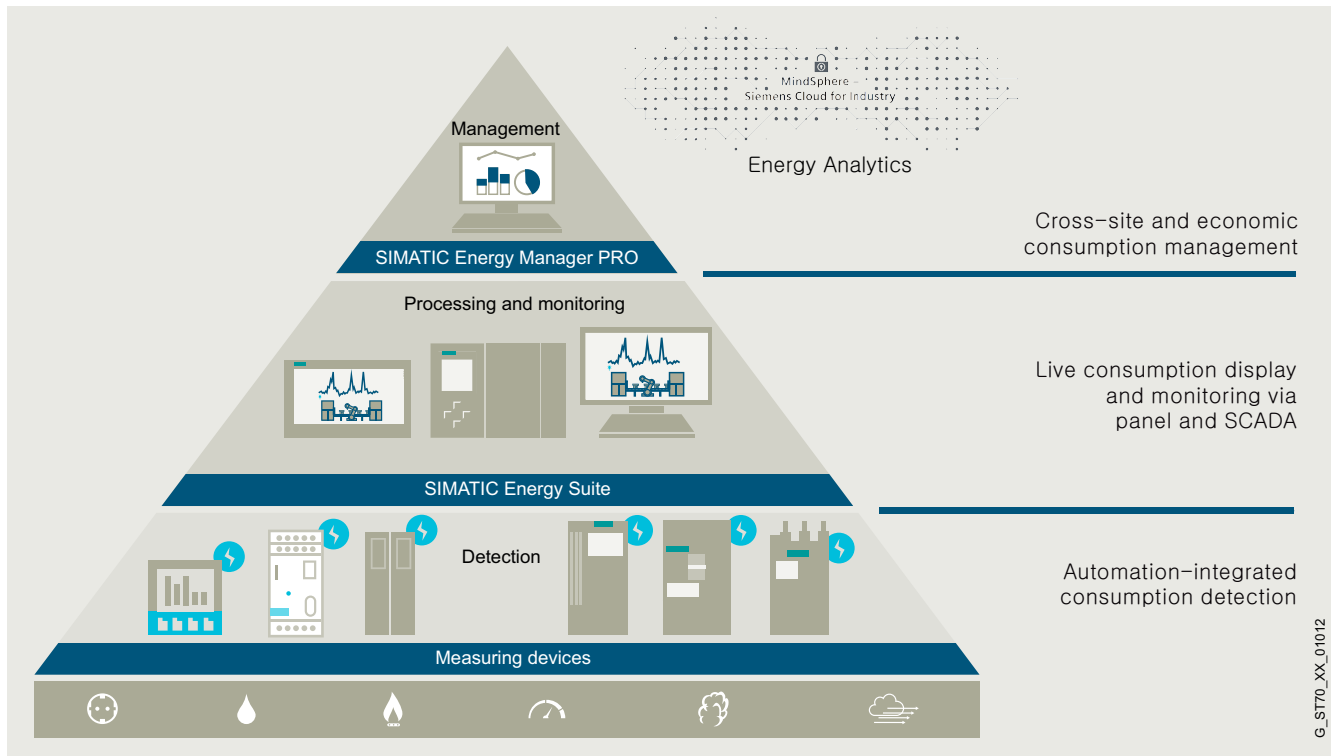 MindSphere –
Siemens Cloud for Industry
Energy Analytics
Management
SIMATIC Energy Manager PRO
Cross-site and economic
consumption management
Processing and monitoring
Live consumption display
and monitoring via
panel and SCADA
SIMATIC Energy Suite
Detection
Automation-integrated
consumption detection
Measuring devices
G_ST70_XX_01012